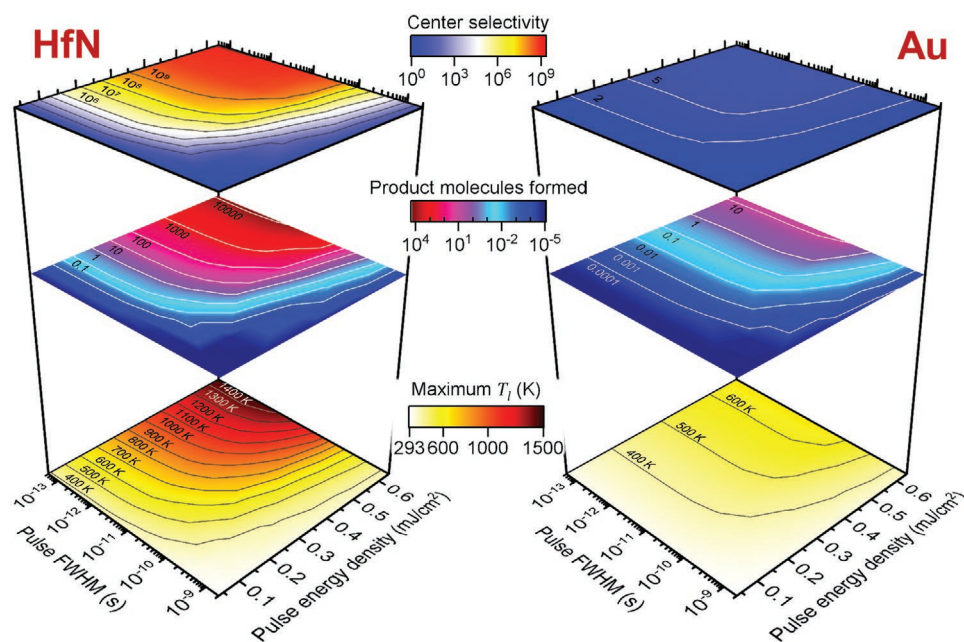 HfN
Center selectivity
10⁰ 10³ 10⁶ 10⁹
Au
10⁹
10⁸
10⁷
10⁶
5
2
Product molecules formed
10⁴ 10¹ 10⁻² 10⁻⁵
10000
1000
100
10
1
0.1
10
1
0.1
0.01
0.001
0.0001
Maximum Tₗ (K)
293 600 1000 1500
1400 K
1300 K
1200 K
1100 K
1000 K
900 K
800 K
700 K
600 K
500 K
400 K
600 K
500 K
400 K
10⁻¹³
10⁻¹²
10⁻¹¹
10⁻¹⁰
10⁻⁹
Pulse FWHM (s)
0.6
0.5
0.4
0.3
0.2
0.1
Pulse energy density (mJ/cm²)
10⁻¹³
10⁻¹²
10⁻¹¹
10⁻¹⁰
10⁻⁹
Pulse FWHM (s)
0.6
0.5
0.4
0.3
0.2
0.1
Pulse energy density (mJ/cm²)